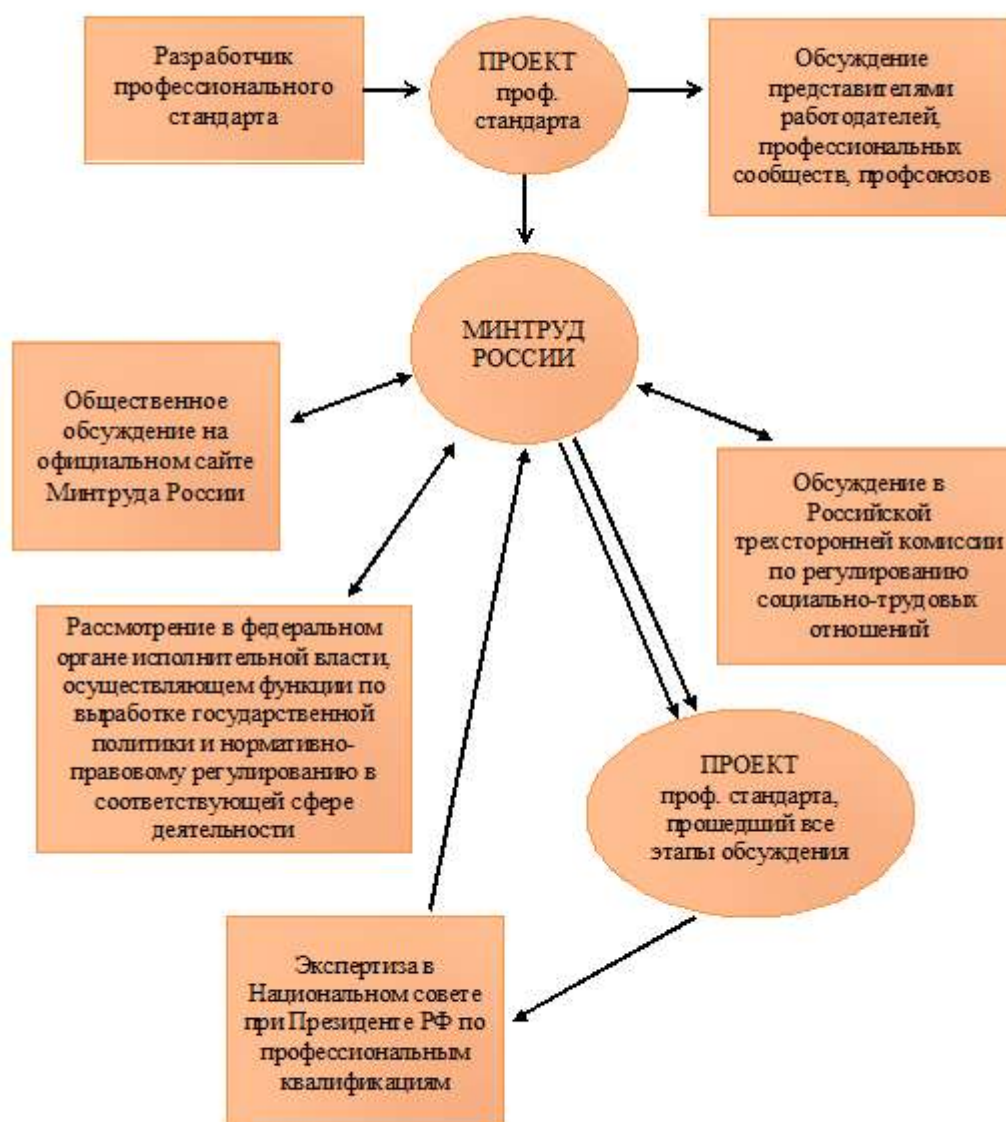 Разработчик
профессионального
стандарта
ПРОЕКТ
проф.
стандарта
Обсуждение
представителями
работодателей,
профессиональных
сообществ, профсоюзов
МИНТРУД
РОССИИ
Общественное
обсуждение на
официальном сайте
Минтруда России
Обсуждение в
Российской
трехсторонней комиссии
по регулированию
социально-трудовых
отношений
Рассмотрение в федеральном
органе исполнительной власти,
осуществляющем функции по
выработке государственной
политики и нормативно-
правовому регулированию в
соответствующей сфере
деятельности
ПРОЕКТ
проф. стандарта,
прошедший все
этапы обсуждения
Экспертиза в
Национальном совете
при Президенте РФ по
профессиональным
квалификациям